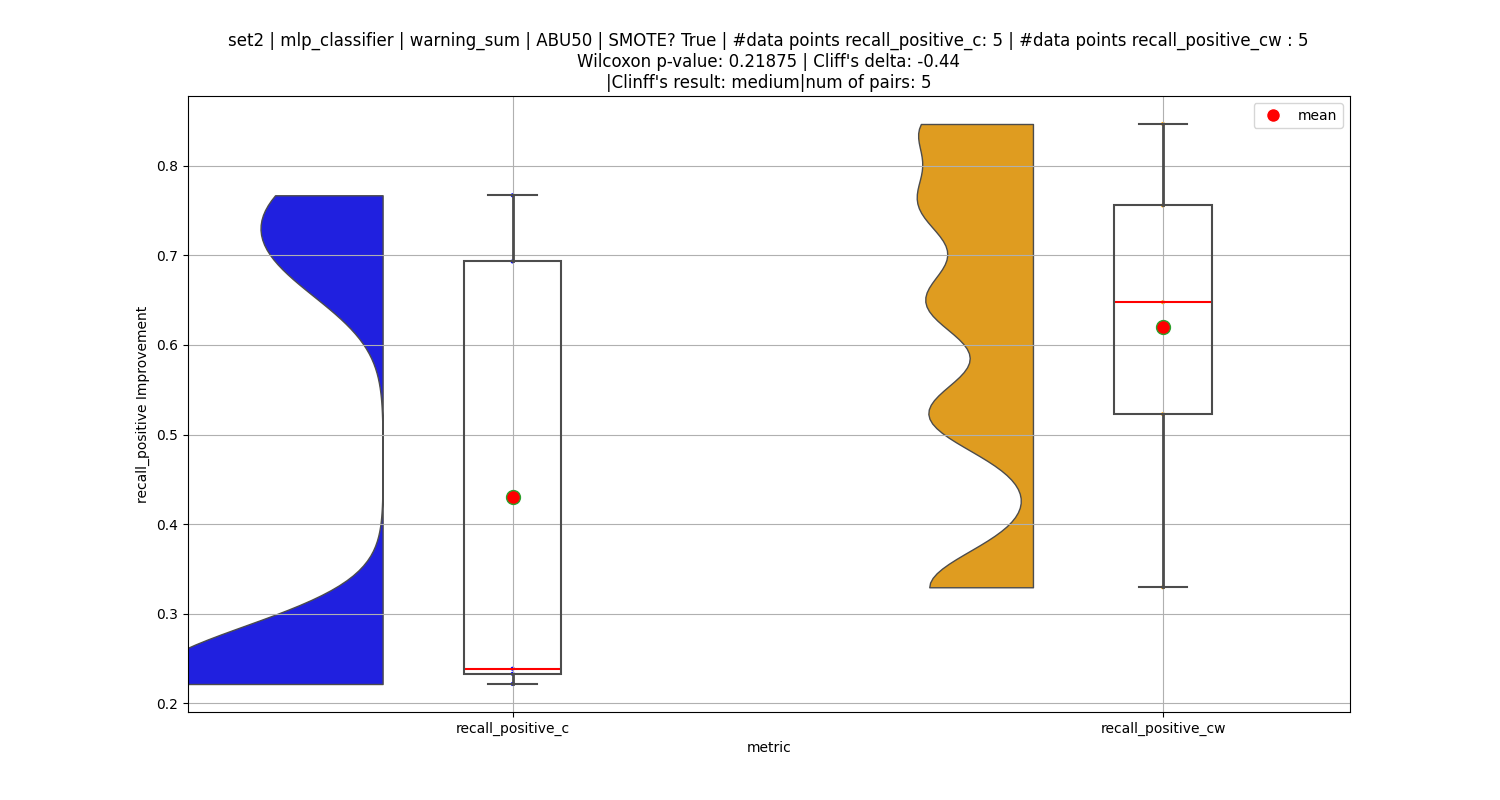 set2 | mlp_classifier | warning_sum | ABU50 | SMOTE? True | #data points recall_positive_c: 5 | #data points recall_positive_cw : 5
Wilcoxon p-value: 0.21875 | Cliff's delta: -0.44
|Clinff's result: medium|num of pairs: 5
mean
0.8
0.7
0.6
0.5
0.4
0.3
0.2
recall_positive Improvement
recall_positive_c
recall_positive_cw
metric